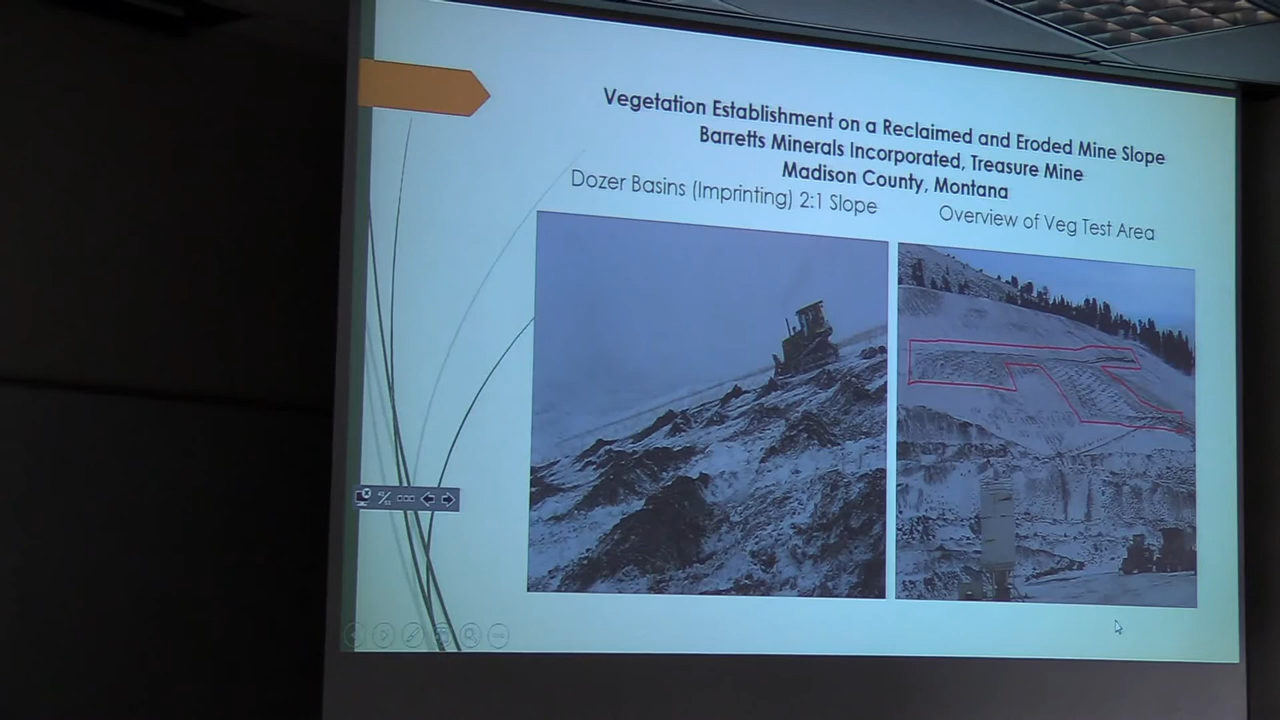 Vegetation Establishment on a Reclaimed and Eroded Mine Slope
Barretts Minerals Incorporated, Treasure Mine
Madison County, Montana
Dozer Basins (Imprinting) 2:1 Slope
Overview of Veg Test Area